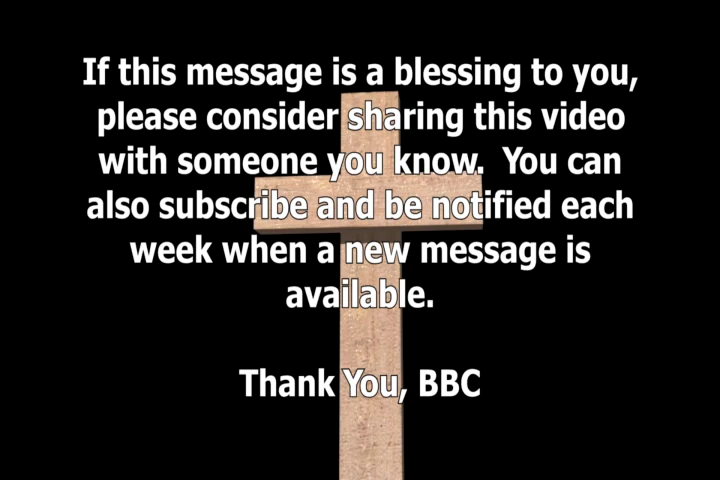 If this message is a blessing to you,
please consider sharing this video
with someone you know.  You can
also subscribe and be notified each
week when a new message is
available.
Thank You, BBC